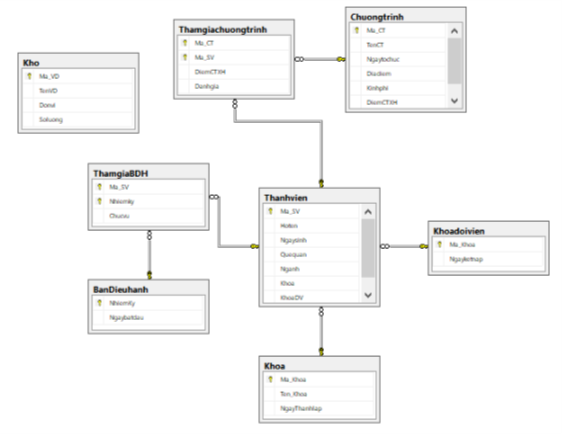 Kho
Ma_VD
TenVD
Donvi
Soluong
Thamgiachuongtrinh
Ma_CT
Ma_SV
DiemCTXH
Danhgia
Chuongtrinh
Ma_CT
TenCT
Ngaytochuc
Diadiem
Kinhphi
DiemCTXH
ThamgiaBDH
Ma_SV
Nhiemky
Chucvu
Thanhvien
Ma_SV
Hoten
Ngaysinh
Quequan
Nganh
Khoa
KhoaDV
Khoadoivien
Ma_Khoa
Ngayketnap
BanDieuhanh
Nhiemky
Ngaybatdau
Khoa
Ma_Khoa
Ten_Khoa
NgayThanhlap